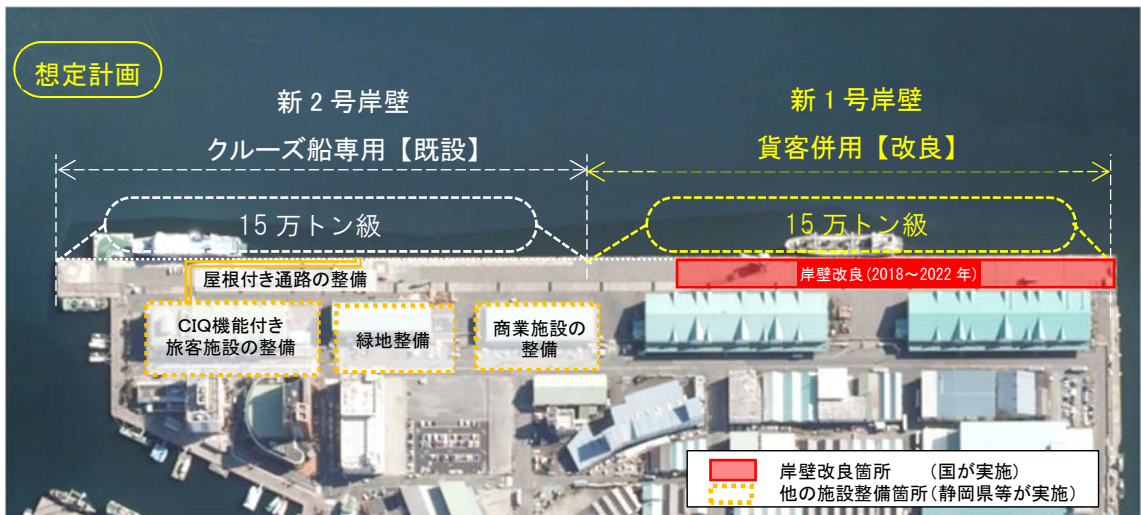 想定計画
新2号岸壁
クルーズ船専用【既設】
新1号岸壁
貨客併用【改良】
15万トン級
15万トン級
屋根付き通路の整備
岸壁改良(2018～2022年)
CIQ機能付き
旅客施設の整備
緑地整備
商業施設の
整備
岸壁改良箇所　　(国が実施)
他の施設整備箇所(静岡県等が実施)